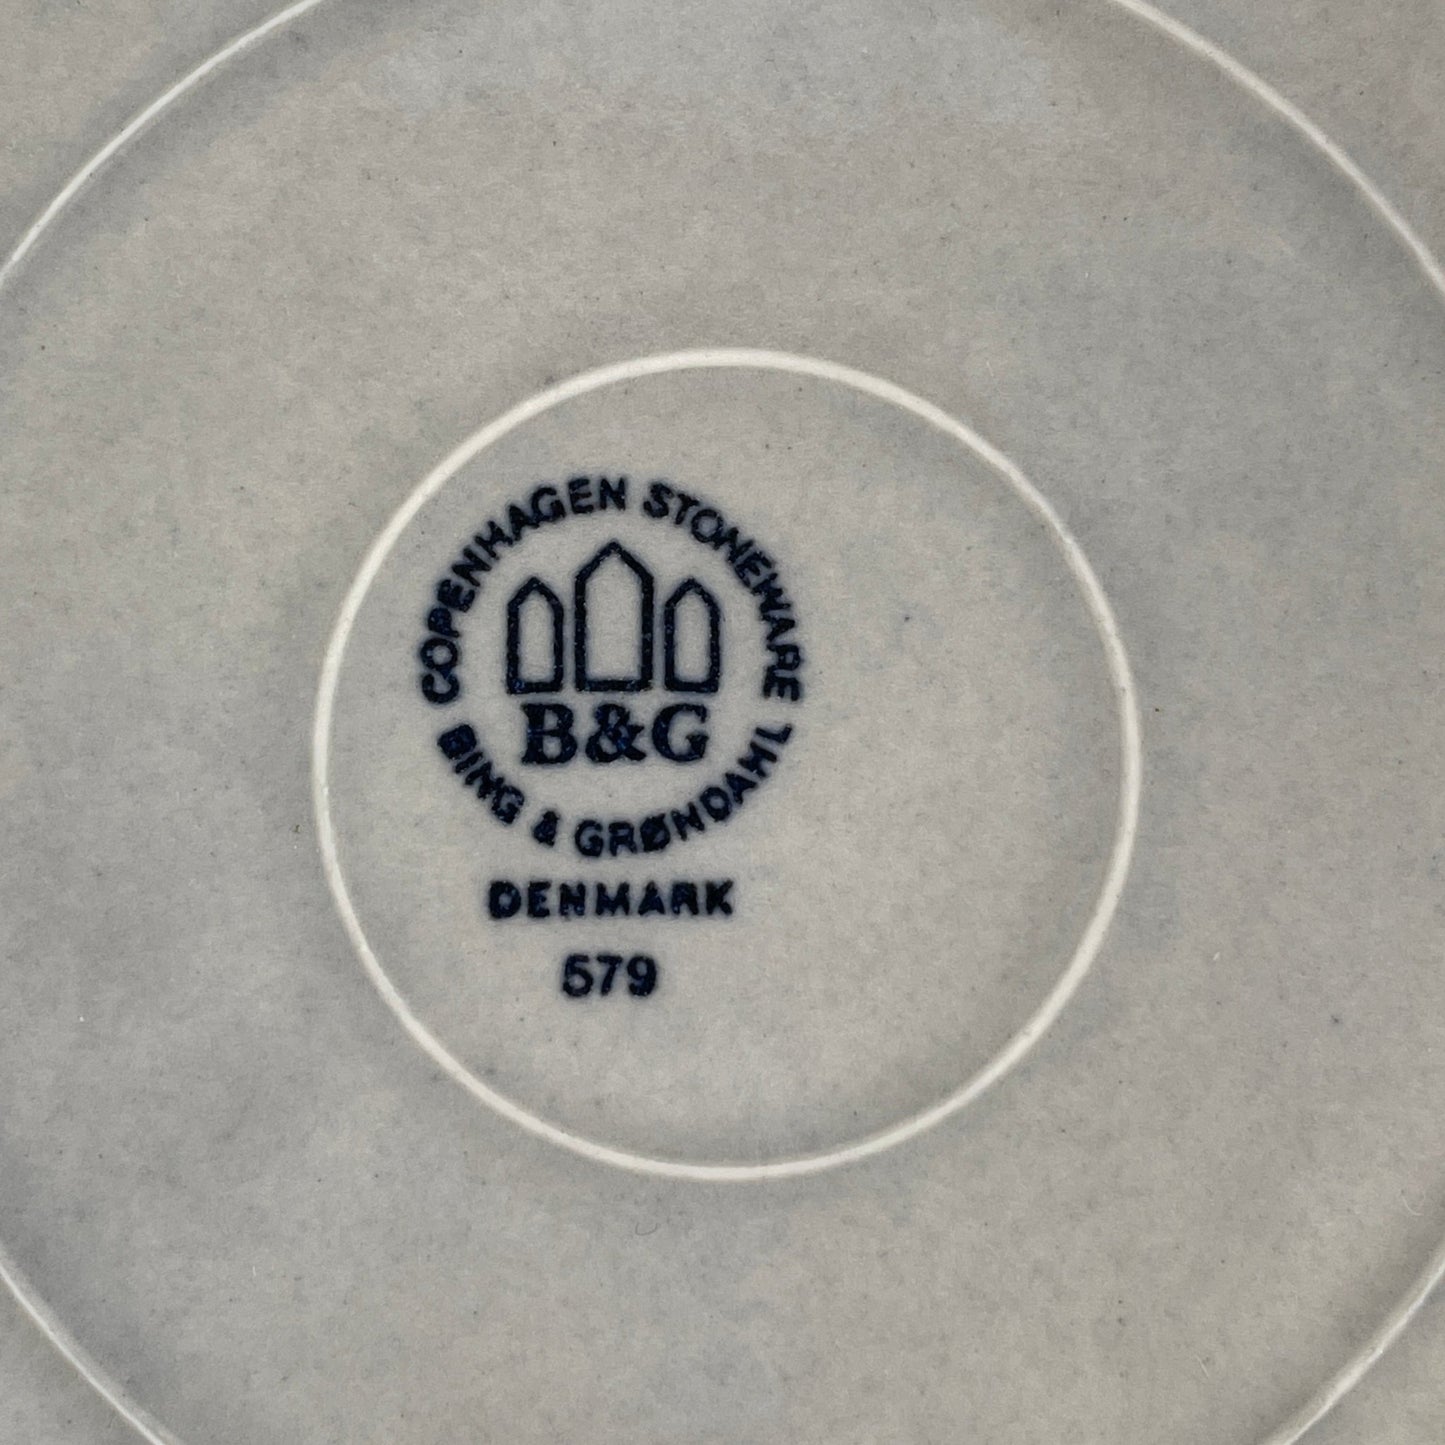 COPENHAGEN STONEWARE
B&G
BING & GRØNDAHL
DENMARK
579